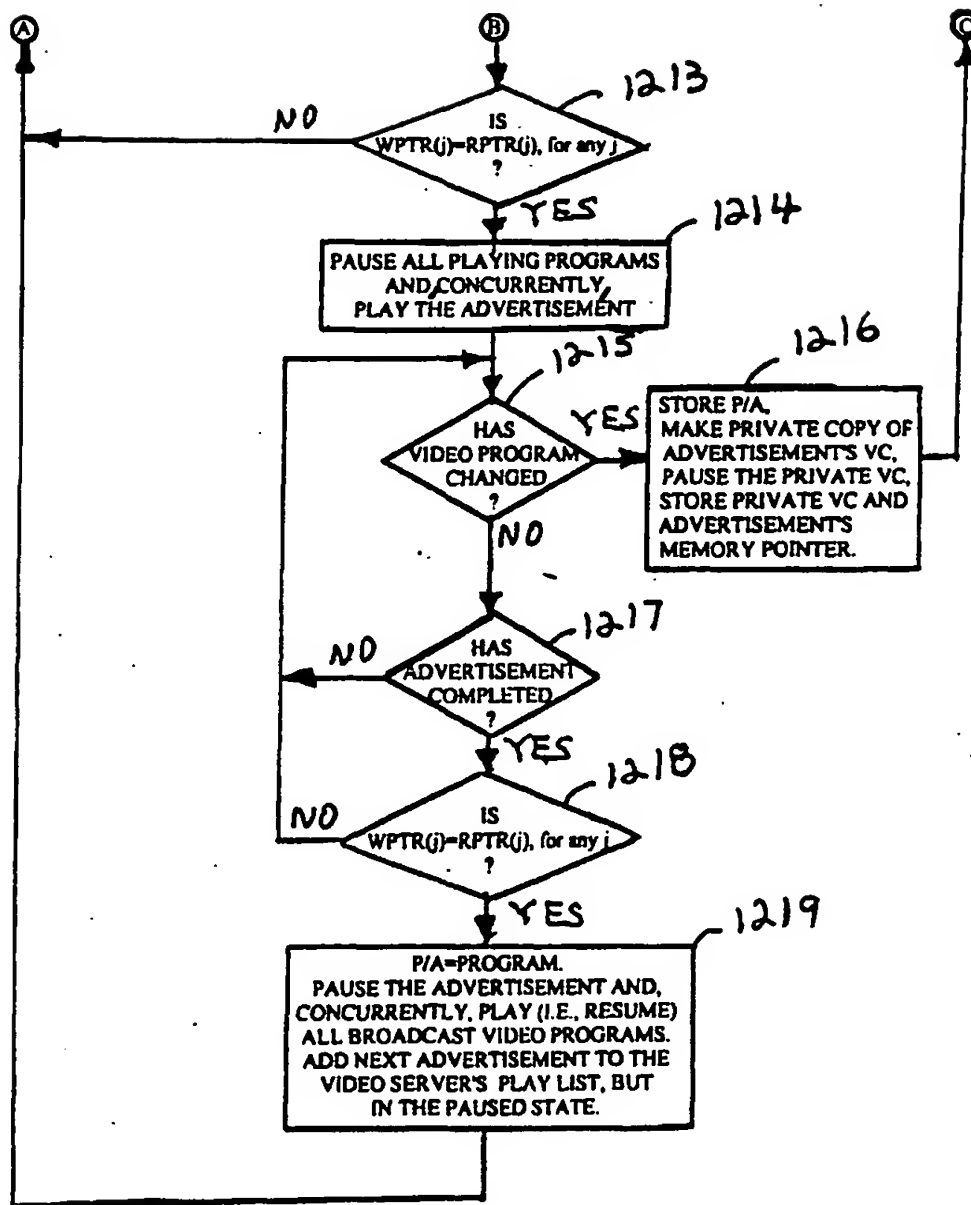 A
B
C
1213
NO
IS
WPTR(j)=RPTR(j), for any j
?
YES
1214
PAUSE ALL PLAYING PROGRAMS
AND, CONCURRENTLY,
PLAY THE ADVERTISEMENT
1215
1216
HAS
VIDEO PROGRAM
CHANGED
?
YES
STORE P/A,
MAKE PRIVATE COPY OF
ADVERTISEMENT'S VC,
PAUSE THE PRIVATE VC,
STORE PRIVATE VC AND
ADVERTISEMENT'S
MEMORY POINTER.
NO
1217
NO
HAS
ADVERTISEMENT
COMPLETED
?
YES
1218
NO
IS
WPTR(j)=RPTR(j), for any j
?
YES
1219
P/A=PROGRAM.
PAUSE THE ADVERTISEMENT AND,
CONCURRENTLY, PLAY (I.E., RESUME)
ALL BROADCAST VIDEO PROGRAMS.
ADD NEXT ADVERTISEMENT TO THE
VIDEO SERVER'S PLAY LIST, BUT
IN THE PAUSED STATE.